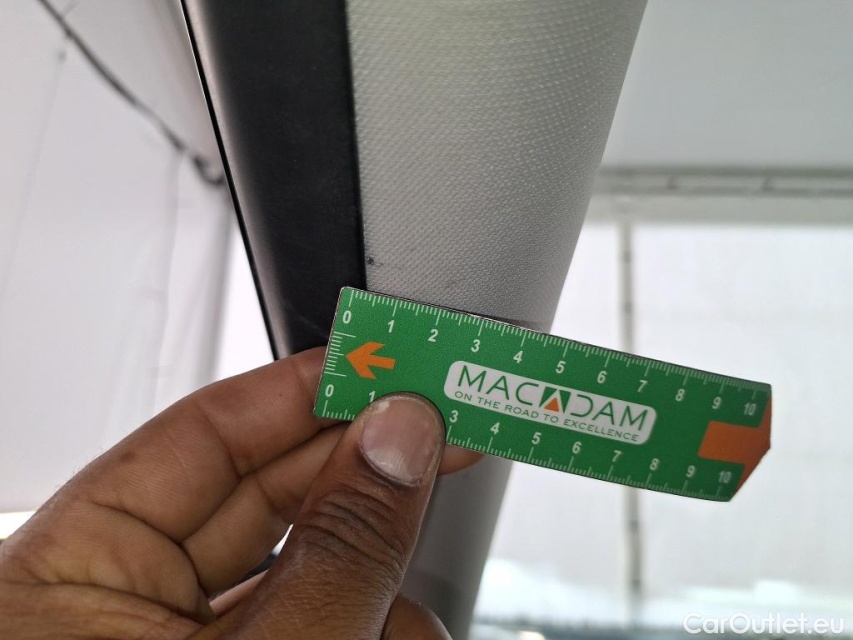 0 1 2 3 4 5 6 7 8 9 10
MACADAM
ON THE ROAD TO EXCELLENCE
0 1 3 4 5 6 7 8 9 10
CarOutlet.eu